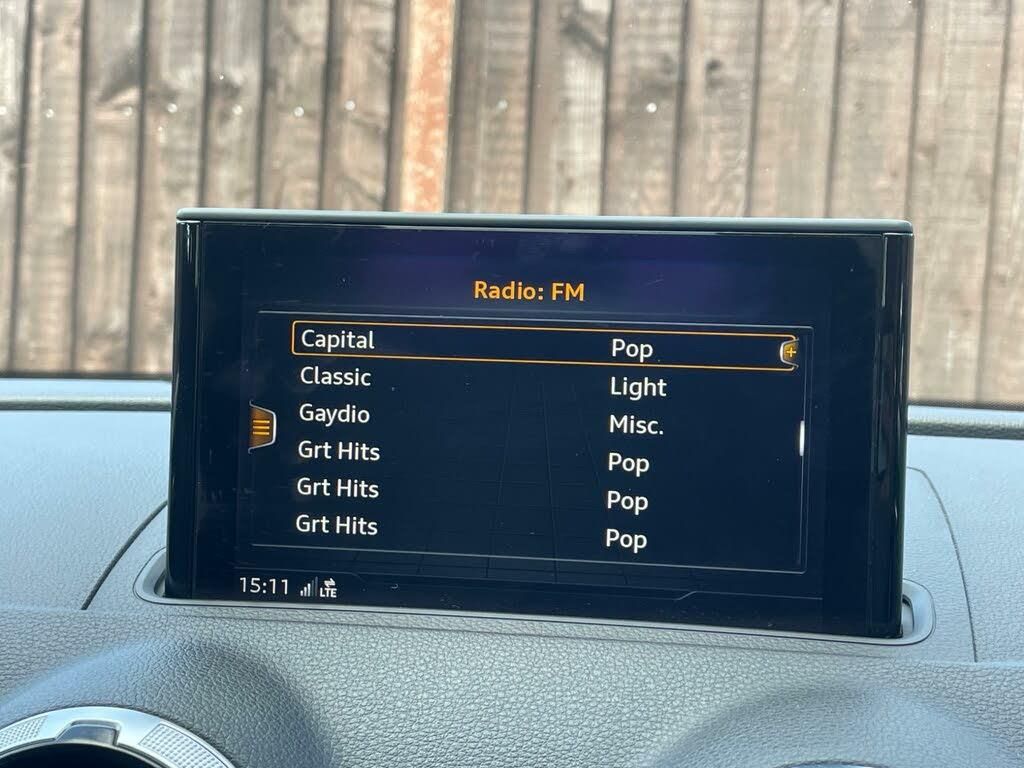 Radio: FM
Capital Pop
Classic Light
Gaydio Misc.
Grt Hits Pop
Grt Hits Pop
Grt Hits Pop
15:11 LTE